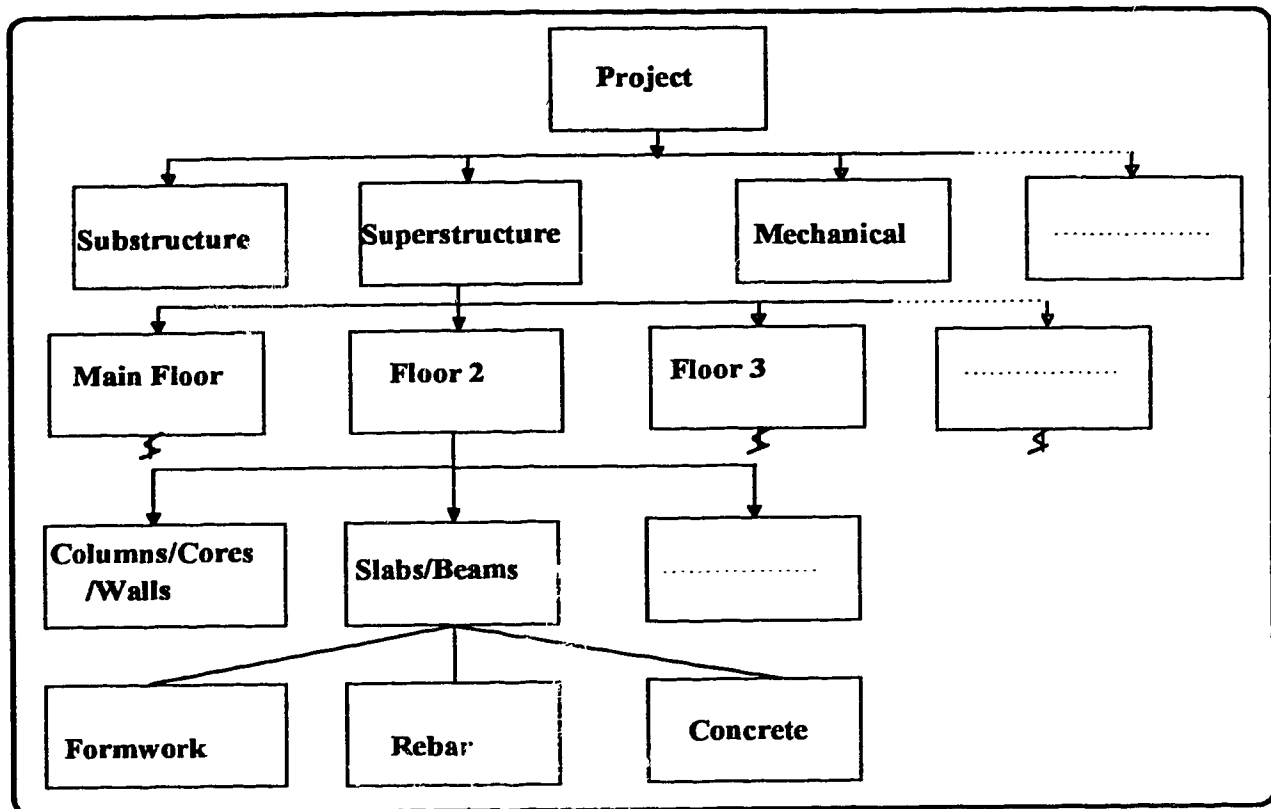 Project
Substructure
Superstructure
Mechanical
....................
Main Floor
Floor 2
Floor 3
....................
Columns/Cores
/Walls
Slabs/Beams
....................
Formwork
Rebar
Concrete